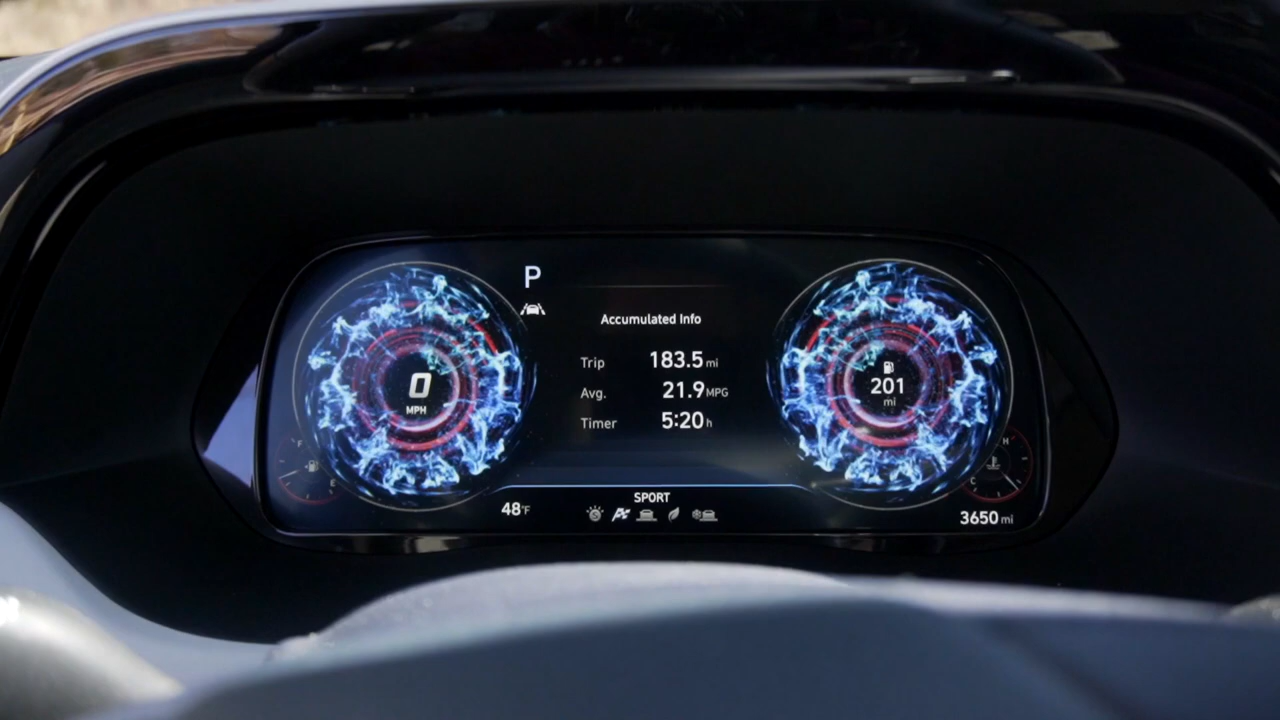 P
Accumulated Info
Trip 183.5 mi
Avg. 21.9 MPG
Timer 5:20 h
0
MPH
201
mi
F
E
H
C
SPORT
48°F
3650 mi